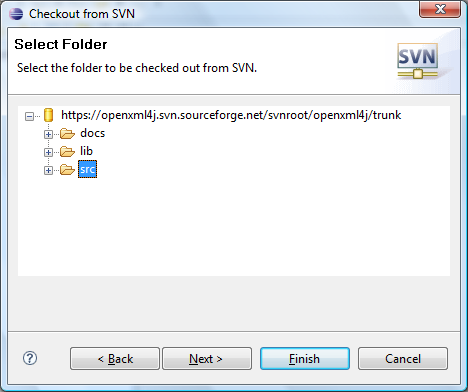 Checkout from SVN
Select Folder
Select the folder to be checked out from SVN.
SVN
https://openxml4j.svn.sourceforge.net/svnroot/openxml4j/trunk
docs
lib
src
? < Back Next > Finish Cancel